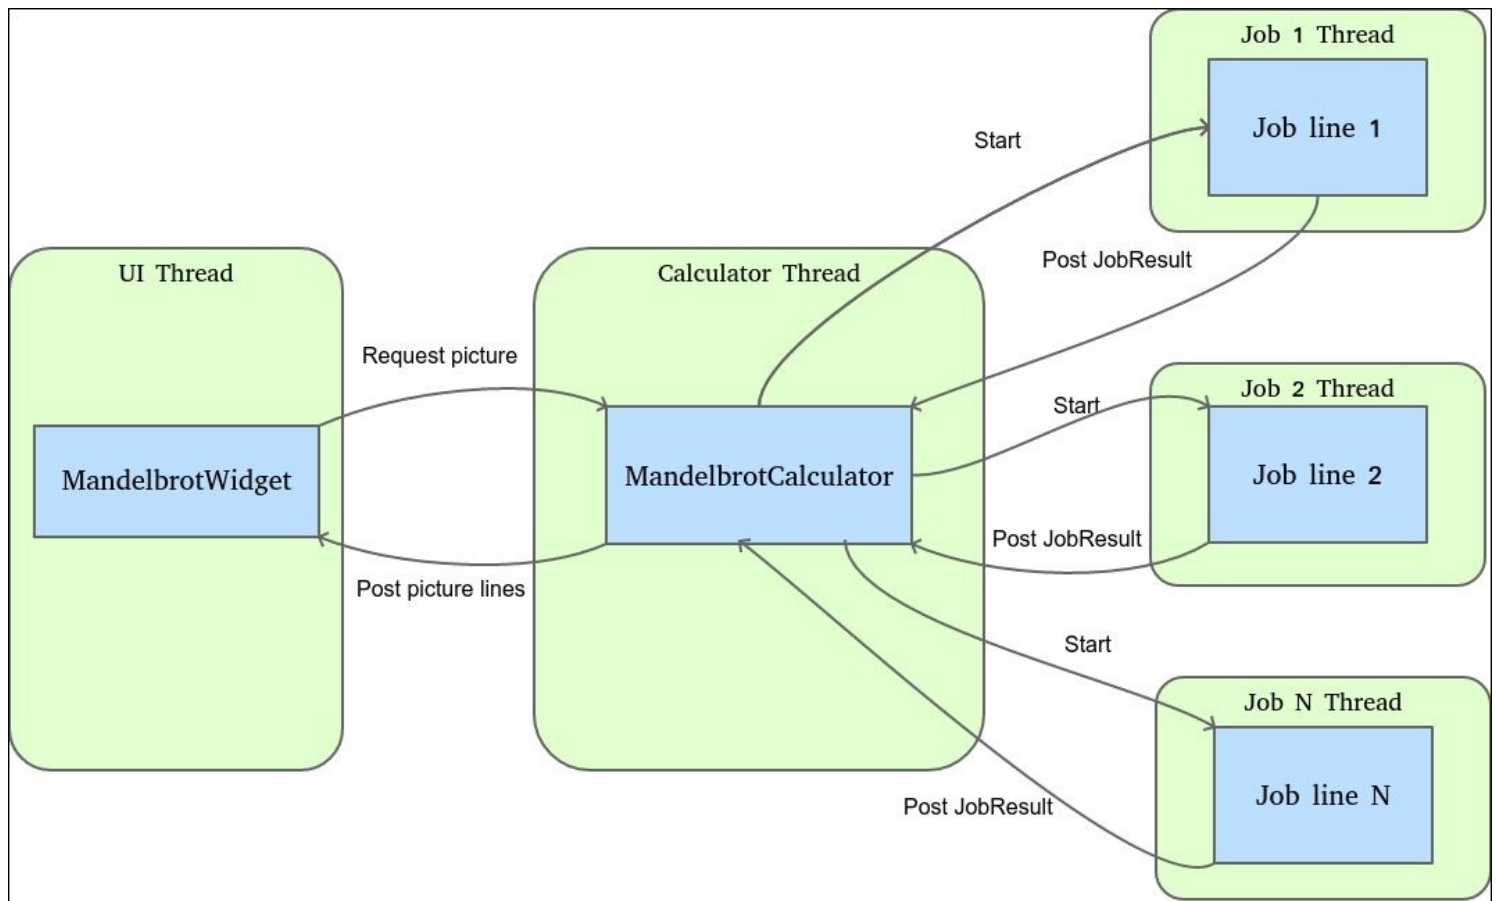 Job 1 Thread
Job line 1
Start
Post JobResult
UI Thread
Calculator Thread
Request picture
MandelbrotWidget
MandelbrotCalculator
Post picture lines
Job 2 Thread
Start
Job line 2
Post JobResult
Start
Job N Thread
Job line N
Post JobResult